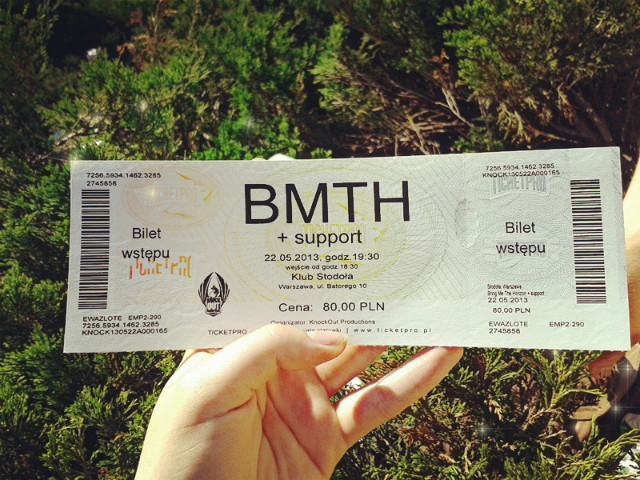 7256.5934.1462.3285
2745858
Bilet
wstępu
EWAZLOTE EMP2-290
7256.5934.1462.3285
KNOCK130522A000165
BMTH
+ support
22.05.2013, godz.19:30
wejście od godz.18:30
Klub Stodoła
Warszawa, ul. Batorego 10
Cena: 80,00 PLN
Organizator: KnockOut Productions
TICKETPRO
www.ticketpro.pl
7256.5934.1462.3285
KNOCK130522A000165
TICKETPRO
Bilet
wstępu
Stodoła, Warszawa
Bring Me The Horizon + support
22.05.2013
80,00 PLN
EWAZLOTE EMP2-290
2745858